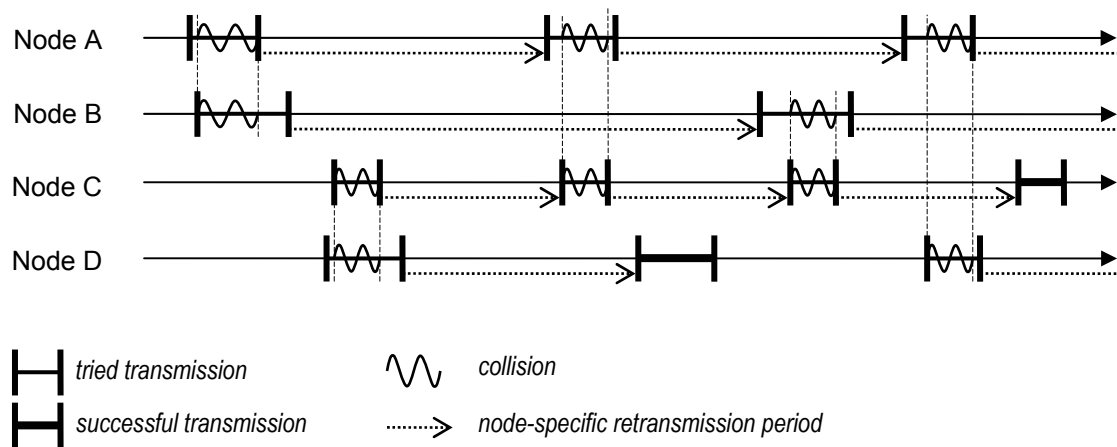 Node A
Node B
Node C
Node D
tried transmission
collision
successful transmission
node-specific retransmission period